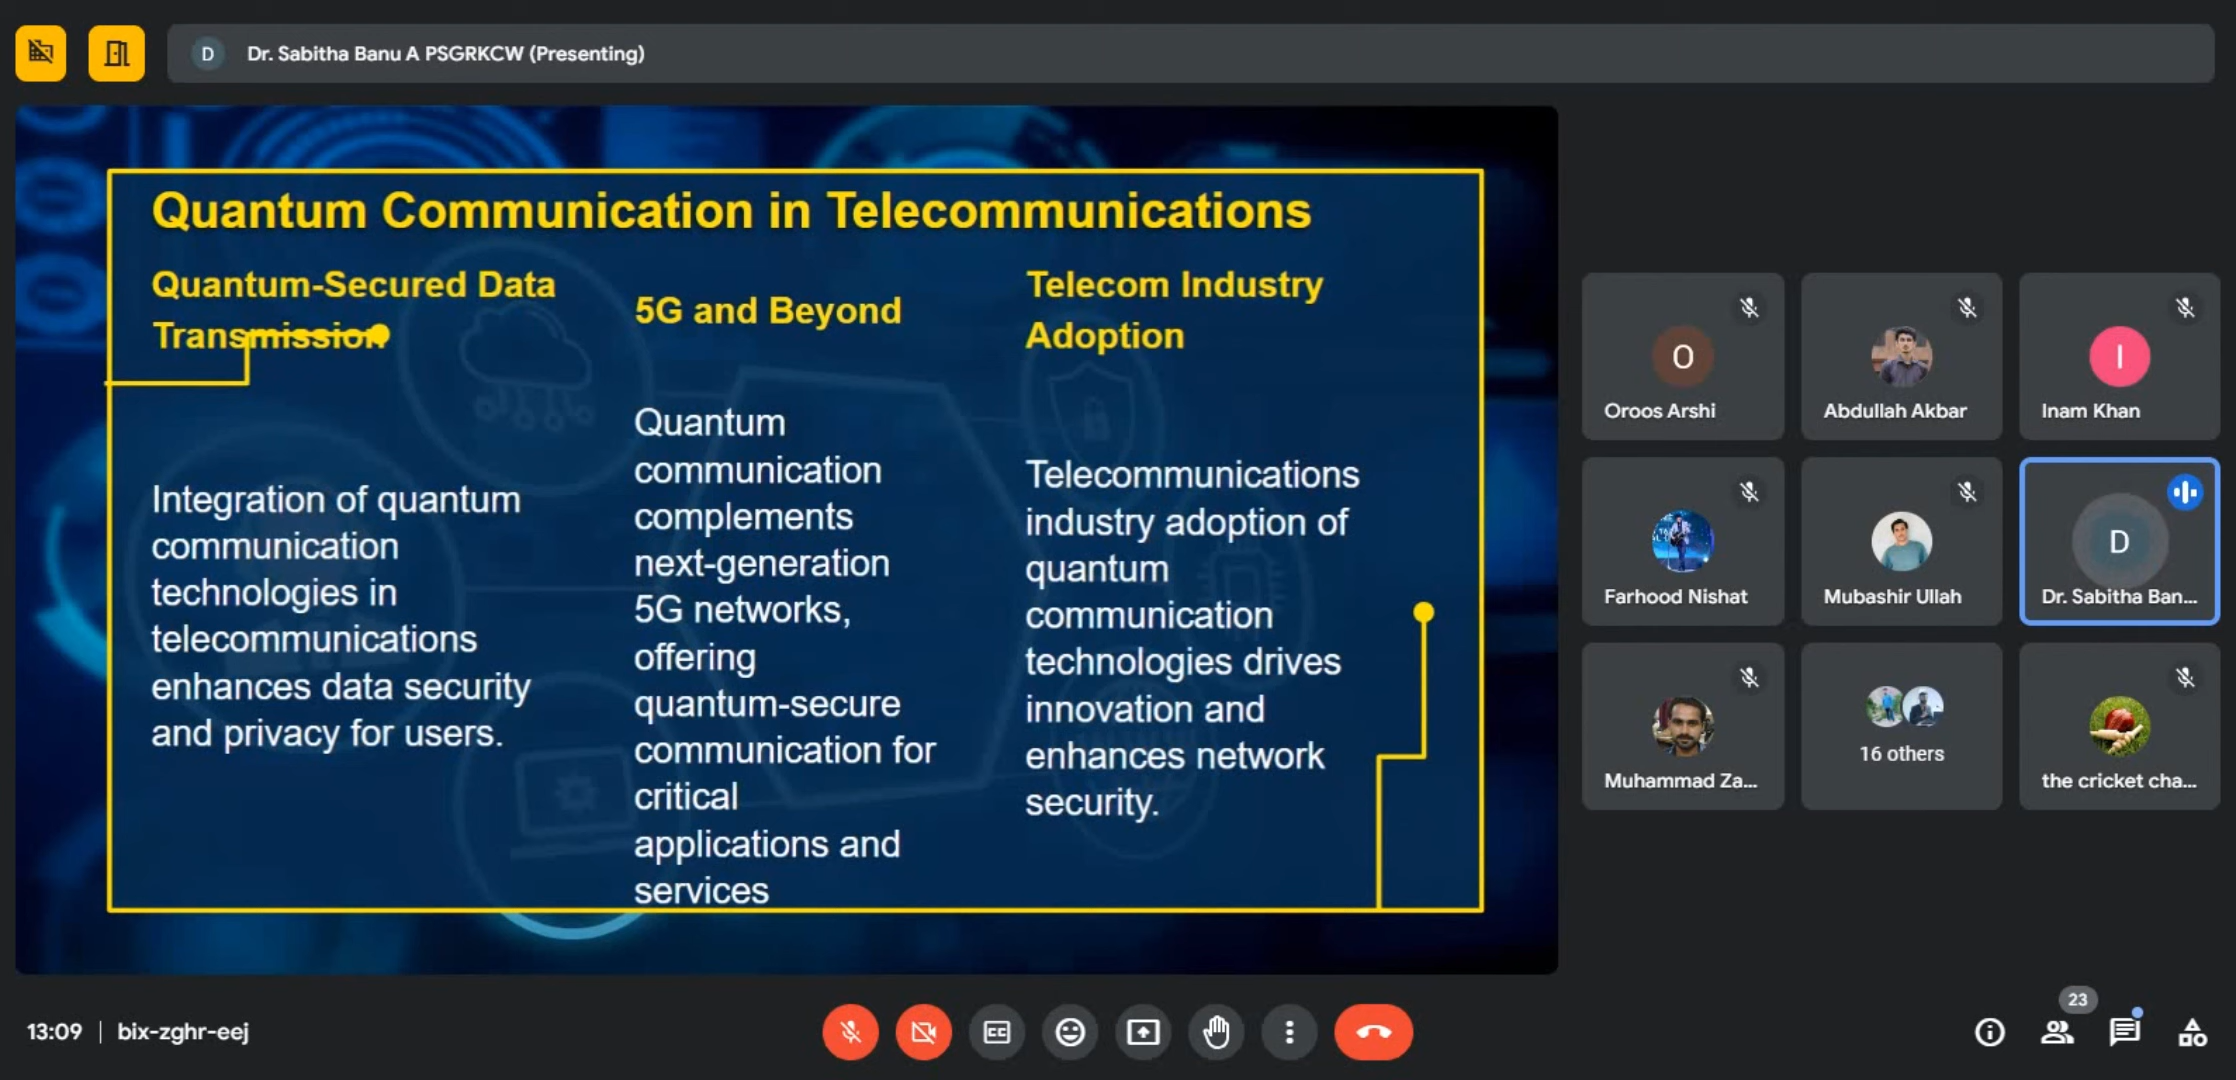 D Dr. Sabitha Banu A PSGRKCW (Presenting)
Quantum Communication in Telecommunications
Quantum-Secured Data
Transmission
Integration of quantum
communication
technologies in
telecommunications
enhances data security
and privacy for users.
5G and Beyond
Quantum
communication
complements
next-generation
5G networks,
offering
quantum-secure
communication for
critical
applications and
services
Telecom Industry
Adoption
Telecommunications
industry adoption of
quantum
communication
technologies drives
innovation and
enhances network
security.
O
Oroos Arshi
Abdullah Akbar
I
Inam Khan
Farhood Nishat
Mubashir Ullah
D
Dr. Sabitha Ban...
Muhammad Za...
16 others
the cricket cha...
13:09 | bix-zghr-eej
CC
23